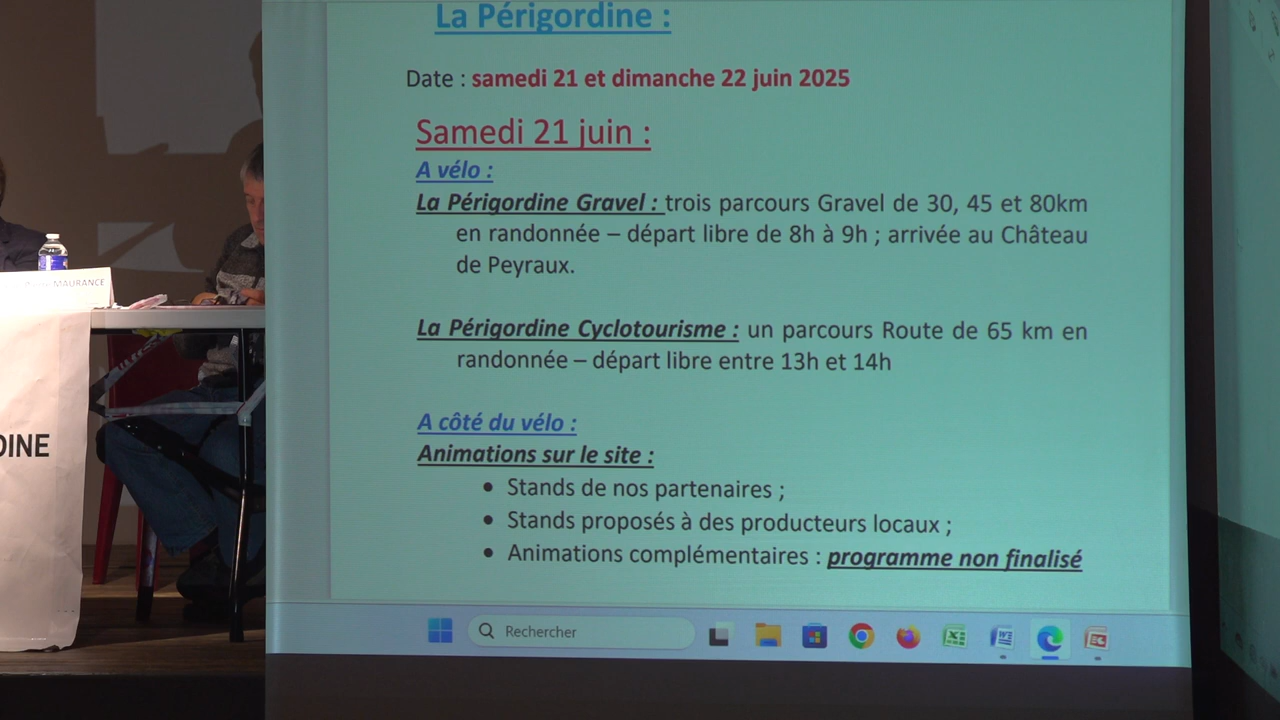 La Périgordine :
Date : samedi 21 et dimanche 22 juin 2025
Samedi 21 juin :
A vélo :
La Périgordine Gravel : trois parcours Gravel de 30, 45 et 80km
en randonnée – départ libre de 8h à 9h ; arrivée au Château
de Peyraux.
La Périgordine Cyclotourisme : un parcours Route de 65 km en
randonnée – départ libre entre 13h et 14h
A côté du vélo :
Animations sur le site :
• Stands de nos partenaires ;
• Stands proposés à des producteurs locaux ;
• Animations complémentaires : programme non finalisé
Rechercher
MAURANCE
DINE